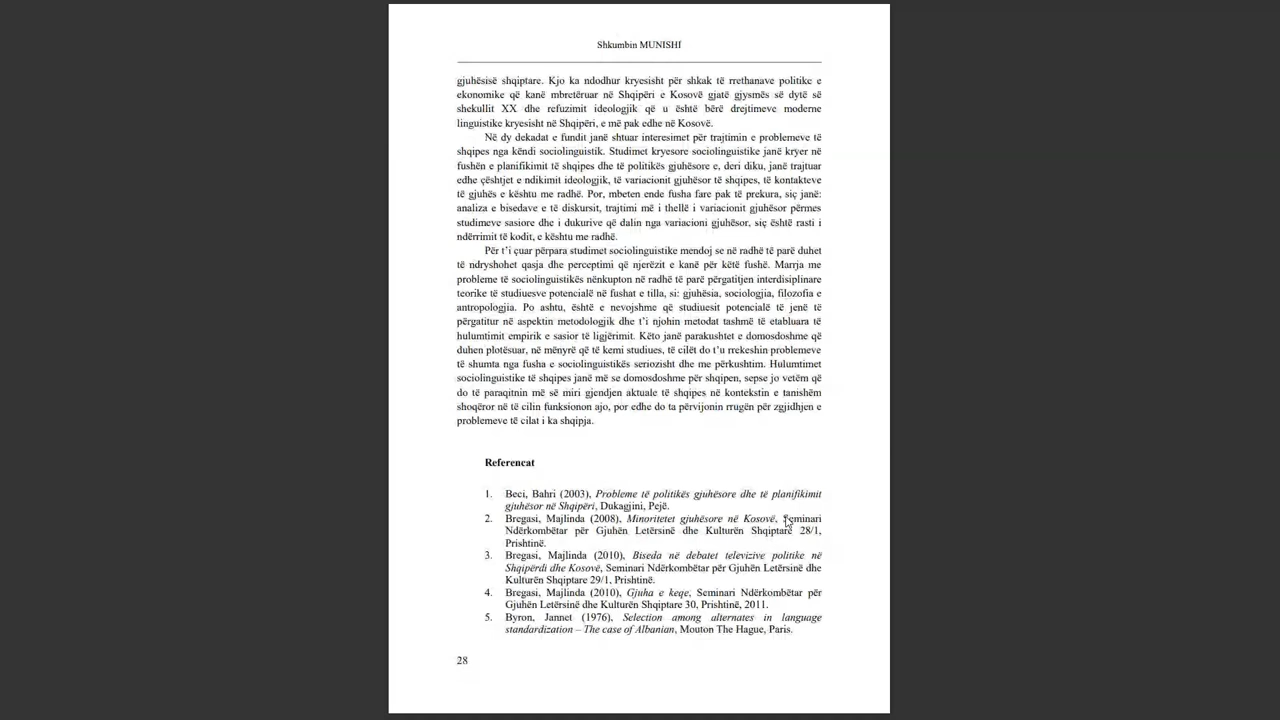 Shkumbin MUNISHI
gjuhësisë shqiptare. Kjo ka ndodhur kryesisht për shkak të rrethanave politike e
ekonomike që kanë mbretëruar në Shqipëri e Kosovë gjatë gjysmës së dytë së
shekullit XX dhe refuzimit ideologjik që u është bërë drejtimeve moderne
linguistike kryesisht në Shqipëri, e më pak edhe në Kosovë.
Në dy dekadat e fundit janë shtuar interesimet për trajtimin e problemeve të
shqipes nga këndi sociolinguistik. Studimet kryesore sociolinguistike janë kryer në
fushën e planifikimit të shqipes dhe të politikës gjuhësore e, deri diku, janë trajtuar
edhe çështjet e ndikimit ideologjik, të variacionit gjuhësor të shqipes, të kontakteve
të gjuhës e kështu me radhë. Por, mbeten ende fusha fare pak të prekura, siç janë:
analiza e bisedave e të diskursit, trajtimi më i thellë i variacionit gjuhësor përmes
studimeve sasiore dhe i dukurive që dalin nga variacioni gjuhësor, siç është rasti i
ndërrimit të kodit, e kështu me radhë.
Për t’i çuar përpara studimet sociolinguistike mendoj se në radhë të parë duhet
të ndryshohet qasja dhe perceptimi që njerëzit e kanë për këtë fushë. Marrja me
probleme të sociolinguistikës nënkupton në radhë të parë përgatitjen interdisiplinare
teorike të studiuesve potencialë në fushat e tilla, si: gjuhësia, sociologjia, filozofia e
antropologjia. Po ashtu, është e nevojshme që studiuesit potencialë të jenë të
përgatitur në aspektin metodologjik dhe t’i njohin metodat tashmë të etabluara të
hulumtimit empirik e sasior të ligjërimit. Këto janë parakushtet e domosdoshme që
duhen plotësuar, në mënyrë që të kemi studiues, të cilët do t’u rrekeshin problemeve
të shumta nga fusha e sociolinguistikës seriozisht dhe me përkushtim. Hulumtimet
sociolinguistike të shqipes janë më se domosdoshme për shqipen, sepse jo vetëm që
do të paraqitnin më së miri gjendjen aktuale të shqipes në kontekstin e tanishëm
shoqëror në të cilin funksionon ajo, por edhe do ta përvijonin rrugën për zgjidhjen e
problemeve të cilat i ka shqipja.
Referencat
1. Beci, Bahri (2003), Probleme të politikës gjuhësore dhe të planifikimit
gjuhësor në Shqipëri, Dukagjini, Pejë.
2. Bregasi, Majlinda (2008), Minoritetet gjuhësore në Kosovë, Seminari
Ndërkombëtar për Gjuhën Letërsinë dhe Kulturën Shqiptare 28/1,
Prishtinë.
3. Bregasi, Majlinda (2010), Biseda në debatet televizive politike në
Shqipërdi dhe Kosovë, Seminari Ndërkombëtar për Gjuhën Letërsinë dhe
Kulturën Shqiptare 29/1, Prishtinë.
4. Bregasi, Majlinda (2010), Gjuha e keqe, Seminari Ndërkombëtar për
Gjuhën Letërsinë dhe Kulturën Shqiptare 30, Prishtinë, 2011.
5. Byron, Jannet (1976), Selection among alternates in language
standardization – The case of Albanian, Mouton The Hague, Paris.
28